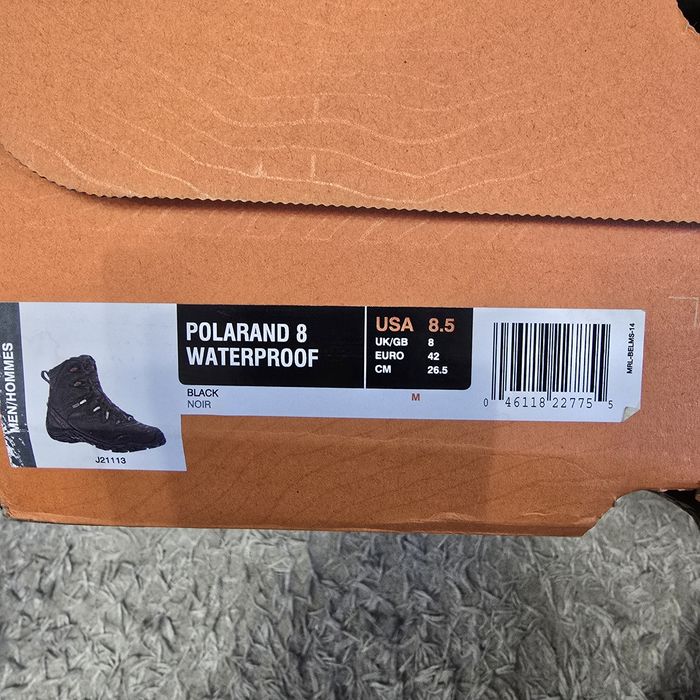 MEN/HOMMES
J21113
POLARAND 8
WATERPROOF
BLACK
NOIR
USA 8.5
UK/GB 8
EURO 42
CM 26.5
M
0 46118 22775 5
MRL-BELMS-14